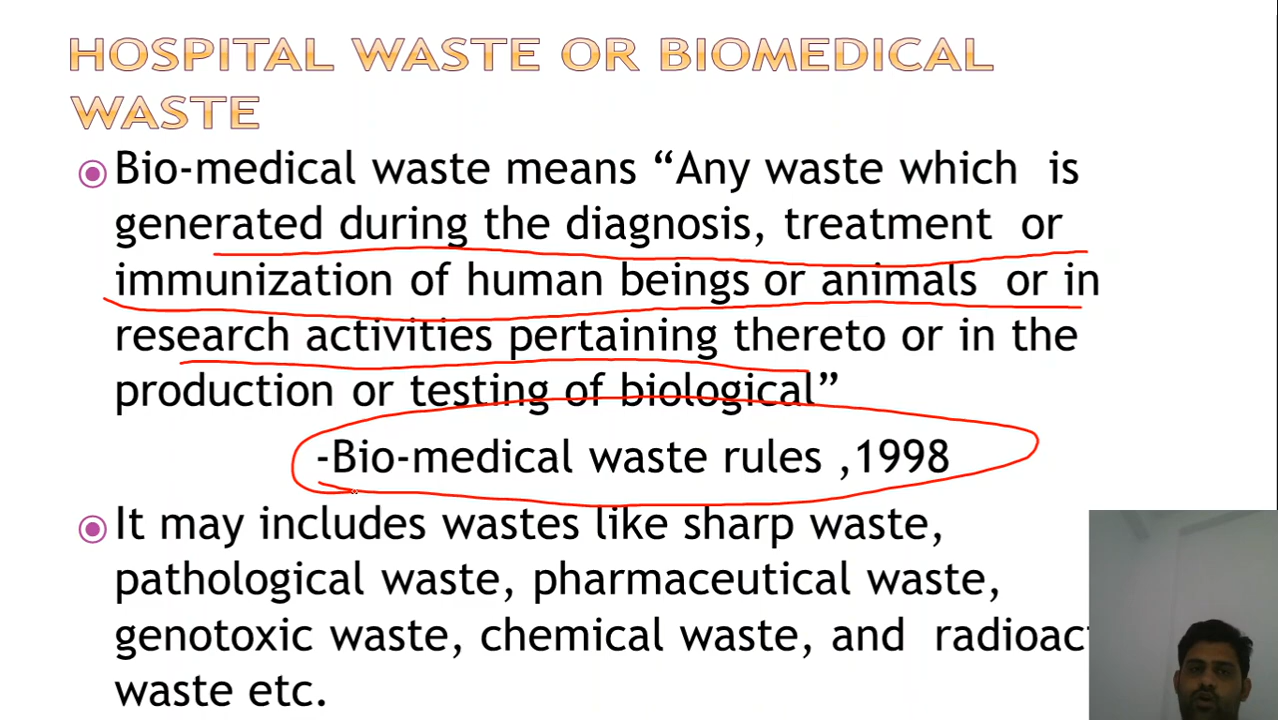 HOSPITAL WASTE OR BIOMEDICAL
WASTE
Bio-medical waste means “Any waste which is
generated during the diagnosis, treatment or
immunization of human beings or animals or in
research activities pertaining thereto or in the
production or testing of biological”
-Bio-medical waste rules ,1998
It may includes wastes like sharp waste,
pathological waste, pharmaceutical waste,
genotoxic waste, chemical waste, and
waste etc.